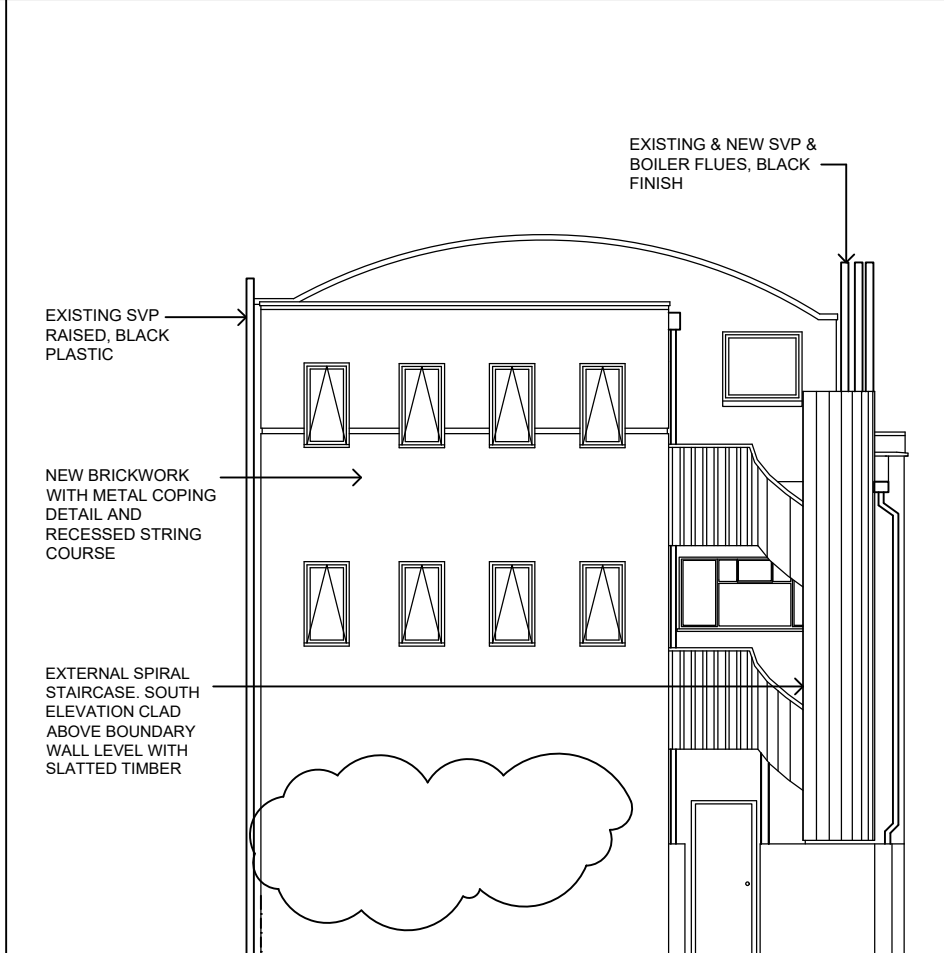 EXISTING & NEW SVP &
BOILER FLUES, BLACK
FINISH
EXISTING SVP
RAISED, BLACK
PLASTIC
NEW BRICKWORK
WITH METAL COPING
DETAIL AND
RECESSED STRING
COURSE
EXTERNAL SPIRAL
STAIRCASE. SOUTH
ELEVATION CLAD
ABOVE BOUNDARY
WALL LEVEL WITH
SLATTED TIMBER